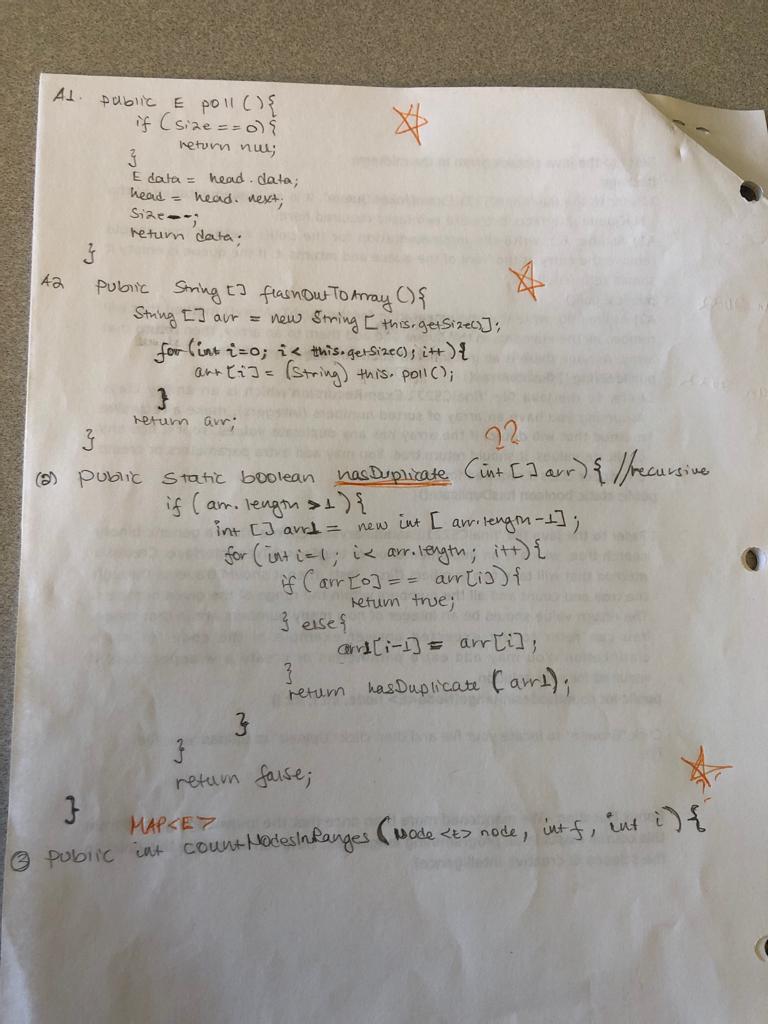 A1. public E poll(){
if (size == 0){
return null;
}
E data = head.data;
head = head.next;
size--;
return data;
}
A2 public String [] flashOutToArray(){
String [] arr = new String [this.getSize()];
for(int i=0; i< this.getSize(); i++){
arr[i] = (String) this.poll();
}
return arr;
}
??
(2) public static boolean hasDuplicate (int [] arr){ //recursive
if (arr.length >1){
int [] arr1 = new int [arr.length-1];
for(int i=1; i< arr.length; i++){
if (arr[0] == arr[i]){
return true;
} else{
arr1[i-1] = arr[i];
}
return hasDuplicate (arr1);
}
}
return false;
}
MAP<E>
③ public int countNodesInRanges (Node <E> node, int f, int i) {